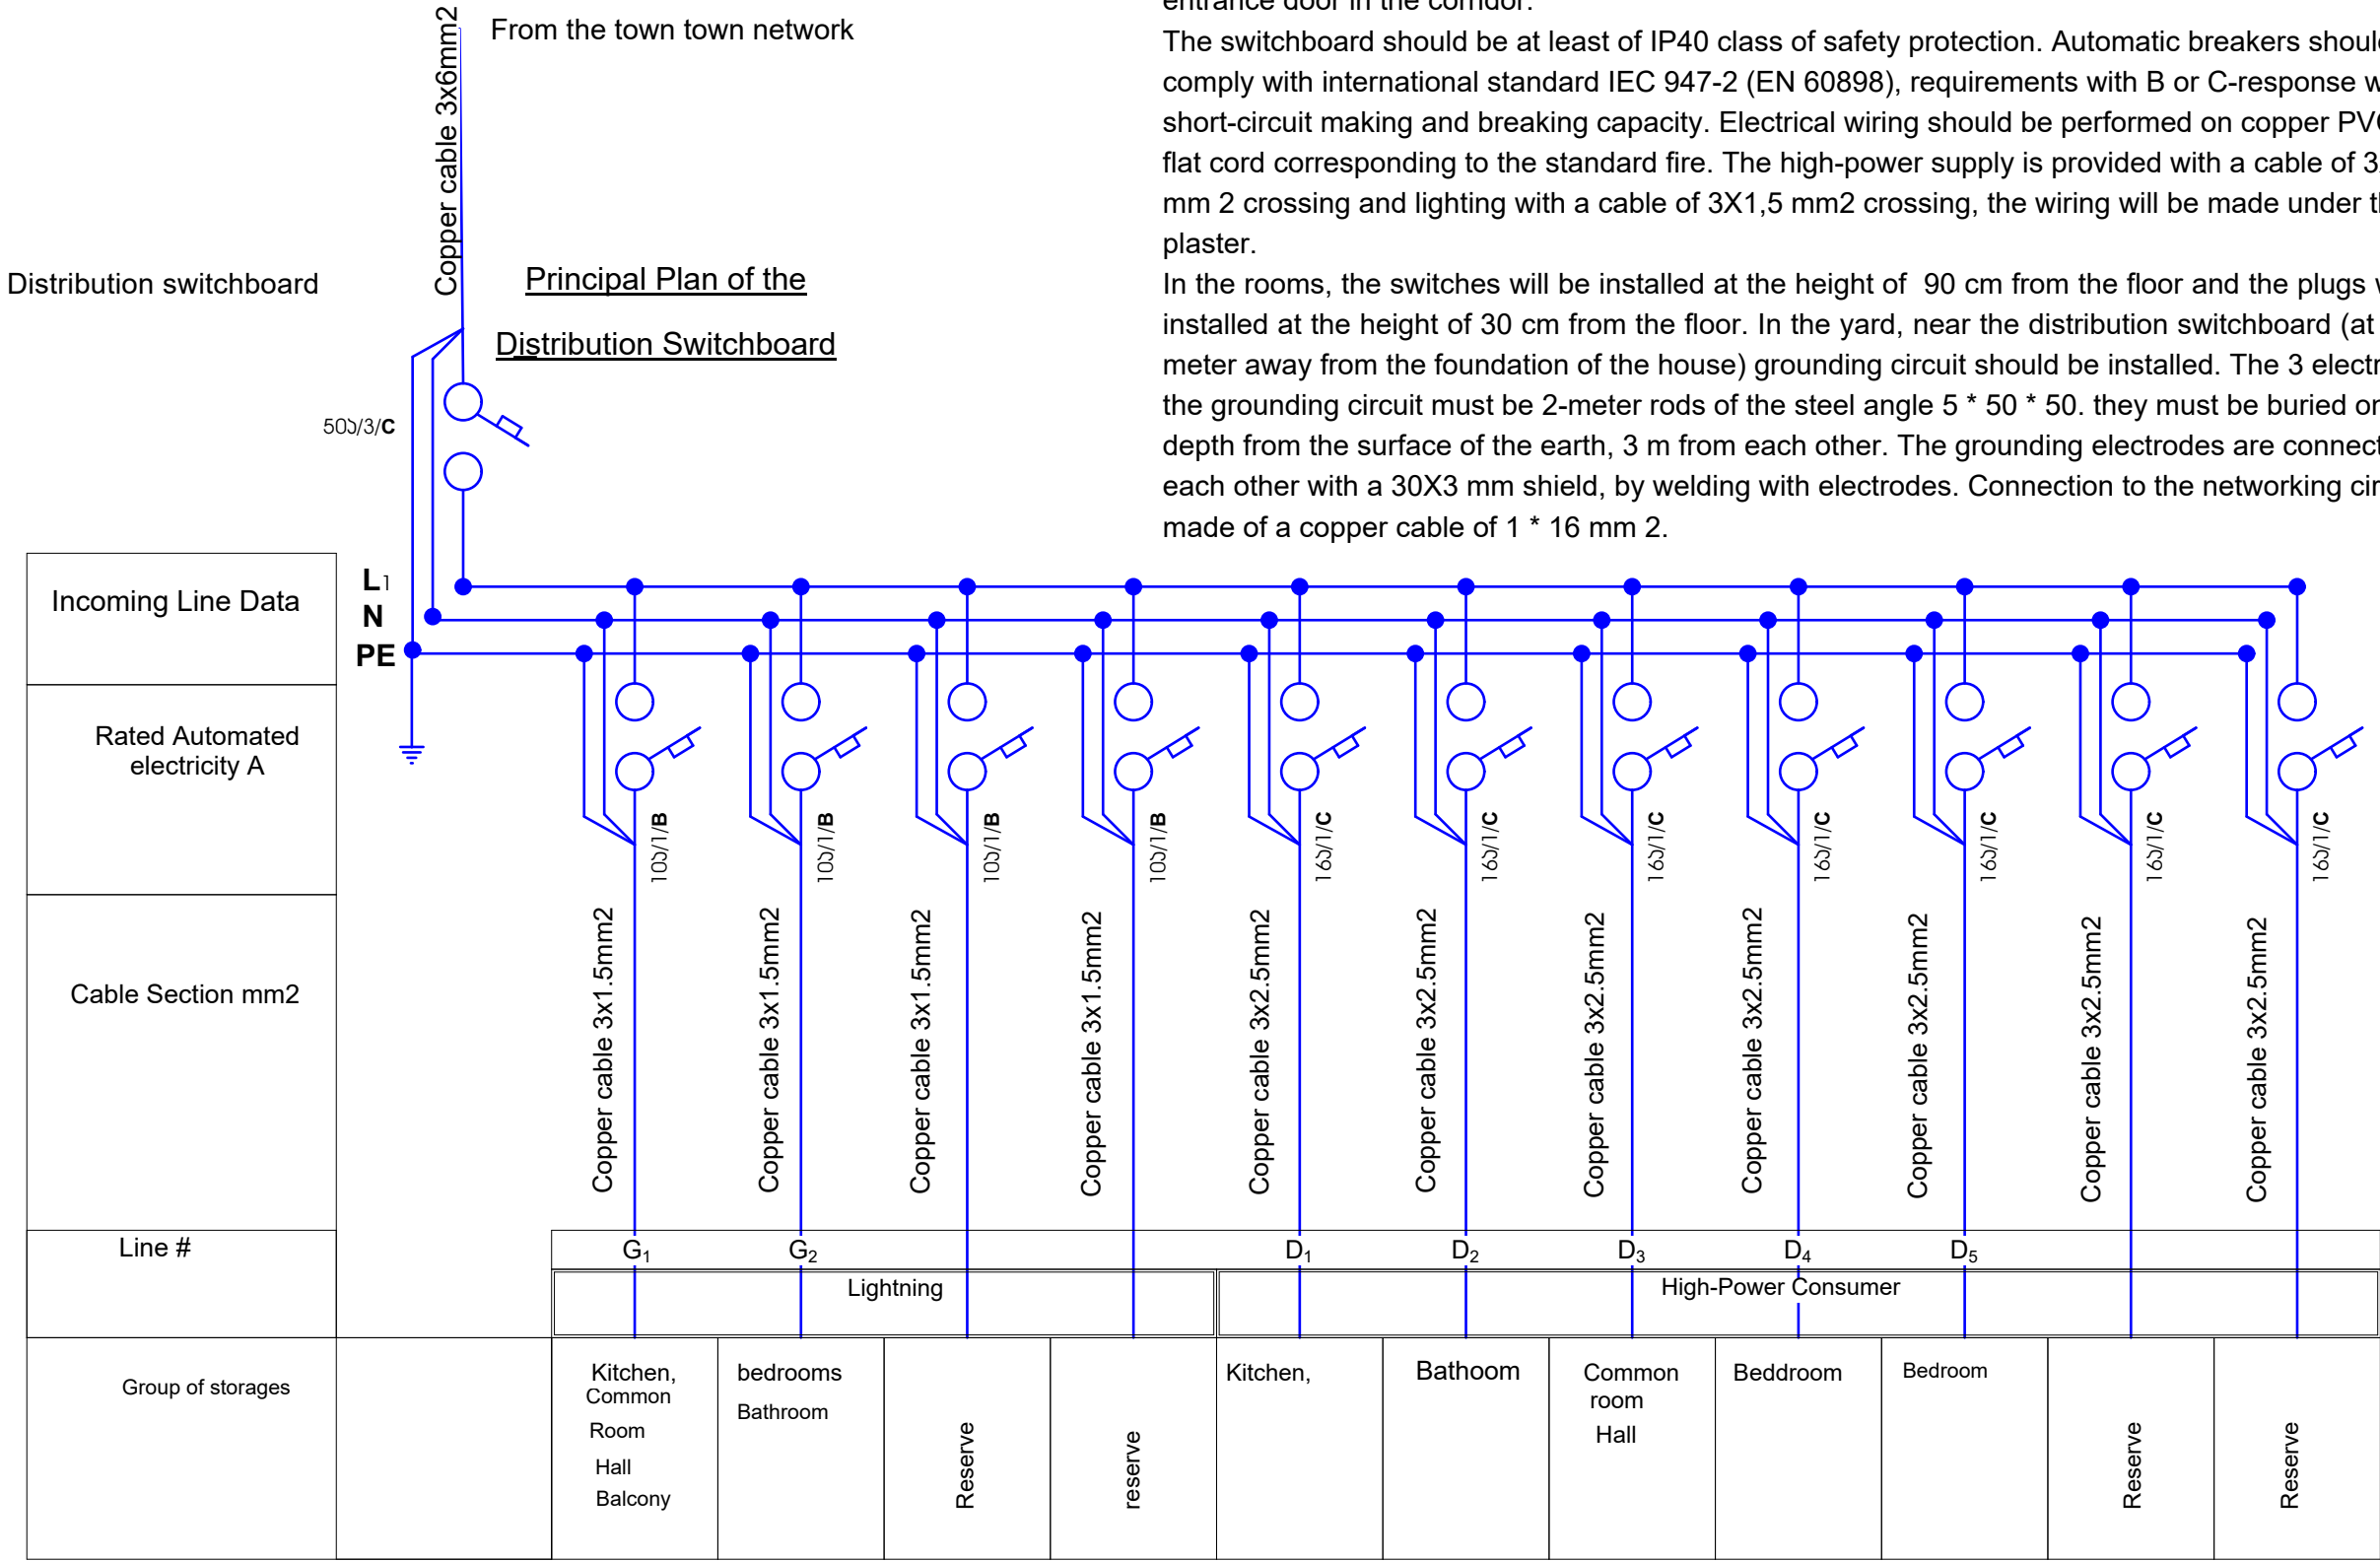 Copper cable 3x6mm2
From the town town network
entrance door in the corridor.
The switchboard should be at least of IP40 class of safety protection. Automatic breakers
comply with international standard IEC 947-2 (EN 60898), requirements with B or C-response
short-circuit making and breaking capacity. Electrical wiring should be performed on copper
flat cord corresponding to the standard fire. The high-power supply is provided with a cable of
mm 2 crossing and lighting with a cable of 3X1,5 mm2 crossing, the wiring will be made under
plaster.
In the rooms, the switches will be installed at the height of 90 cm from the floor and the plugs
installed at the height of 30 cm from the floor. In the yard, near the distribution switchboard (at
meter away from the foundation of the house) grounding circuit should be installed. The 3
the grounding circuit must be 2-meter rods of the steel angle 5 * 50 * 50. they must be buried
depth from the surface of the earth, 3 m from each other. The grounding electrodes are
each other with a 30X3 mm shield, by welding with electrodes. Connection to the networking
made of a copper cable of 1 * 16 mm 2.
Distribution switchboard
Principal Plan of the
Distribution Switchboard
50ა/3/C
Incoming Line Data
L1
N
PE
Rated Automated
electricity A
10ა/1/B
10ა/1/B
10ა/1/B
10ა/1/B
16ა/1/C
16ა/1/C
16ა/1/C
16ა/1/C
16ა/1/C
16ა/1/C
16ა/1/C
Cable Section mm2
Copper cable 3x1.5mm2
Copper cable 3x1.5mm2
Copper cable 3x1.5mm2
Copper cable 3x1.5mm2
Copper cable 3x2.5mm2
Copper cable 3x2.5mm2
Copper cable 3x2.5mm2
Copper cable 3x2.5mm2
Copper cable 3x2.5mm2
Copper cable 3x2.5mm2
Copper cable 3x2.5mm2
Line #
G1
G2
D1
D2
D3
D4
D5
Lightning
High-Power Consumer
Group of storages
Kitchen,
Common
Room
Hall
Balcony
bedrooms
Bathroom
Reserve
reserve
Kitchen,
Bathoom
Common
room
Hall
Beddroom
Bedroom
Reserve
Reserve